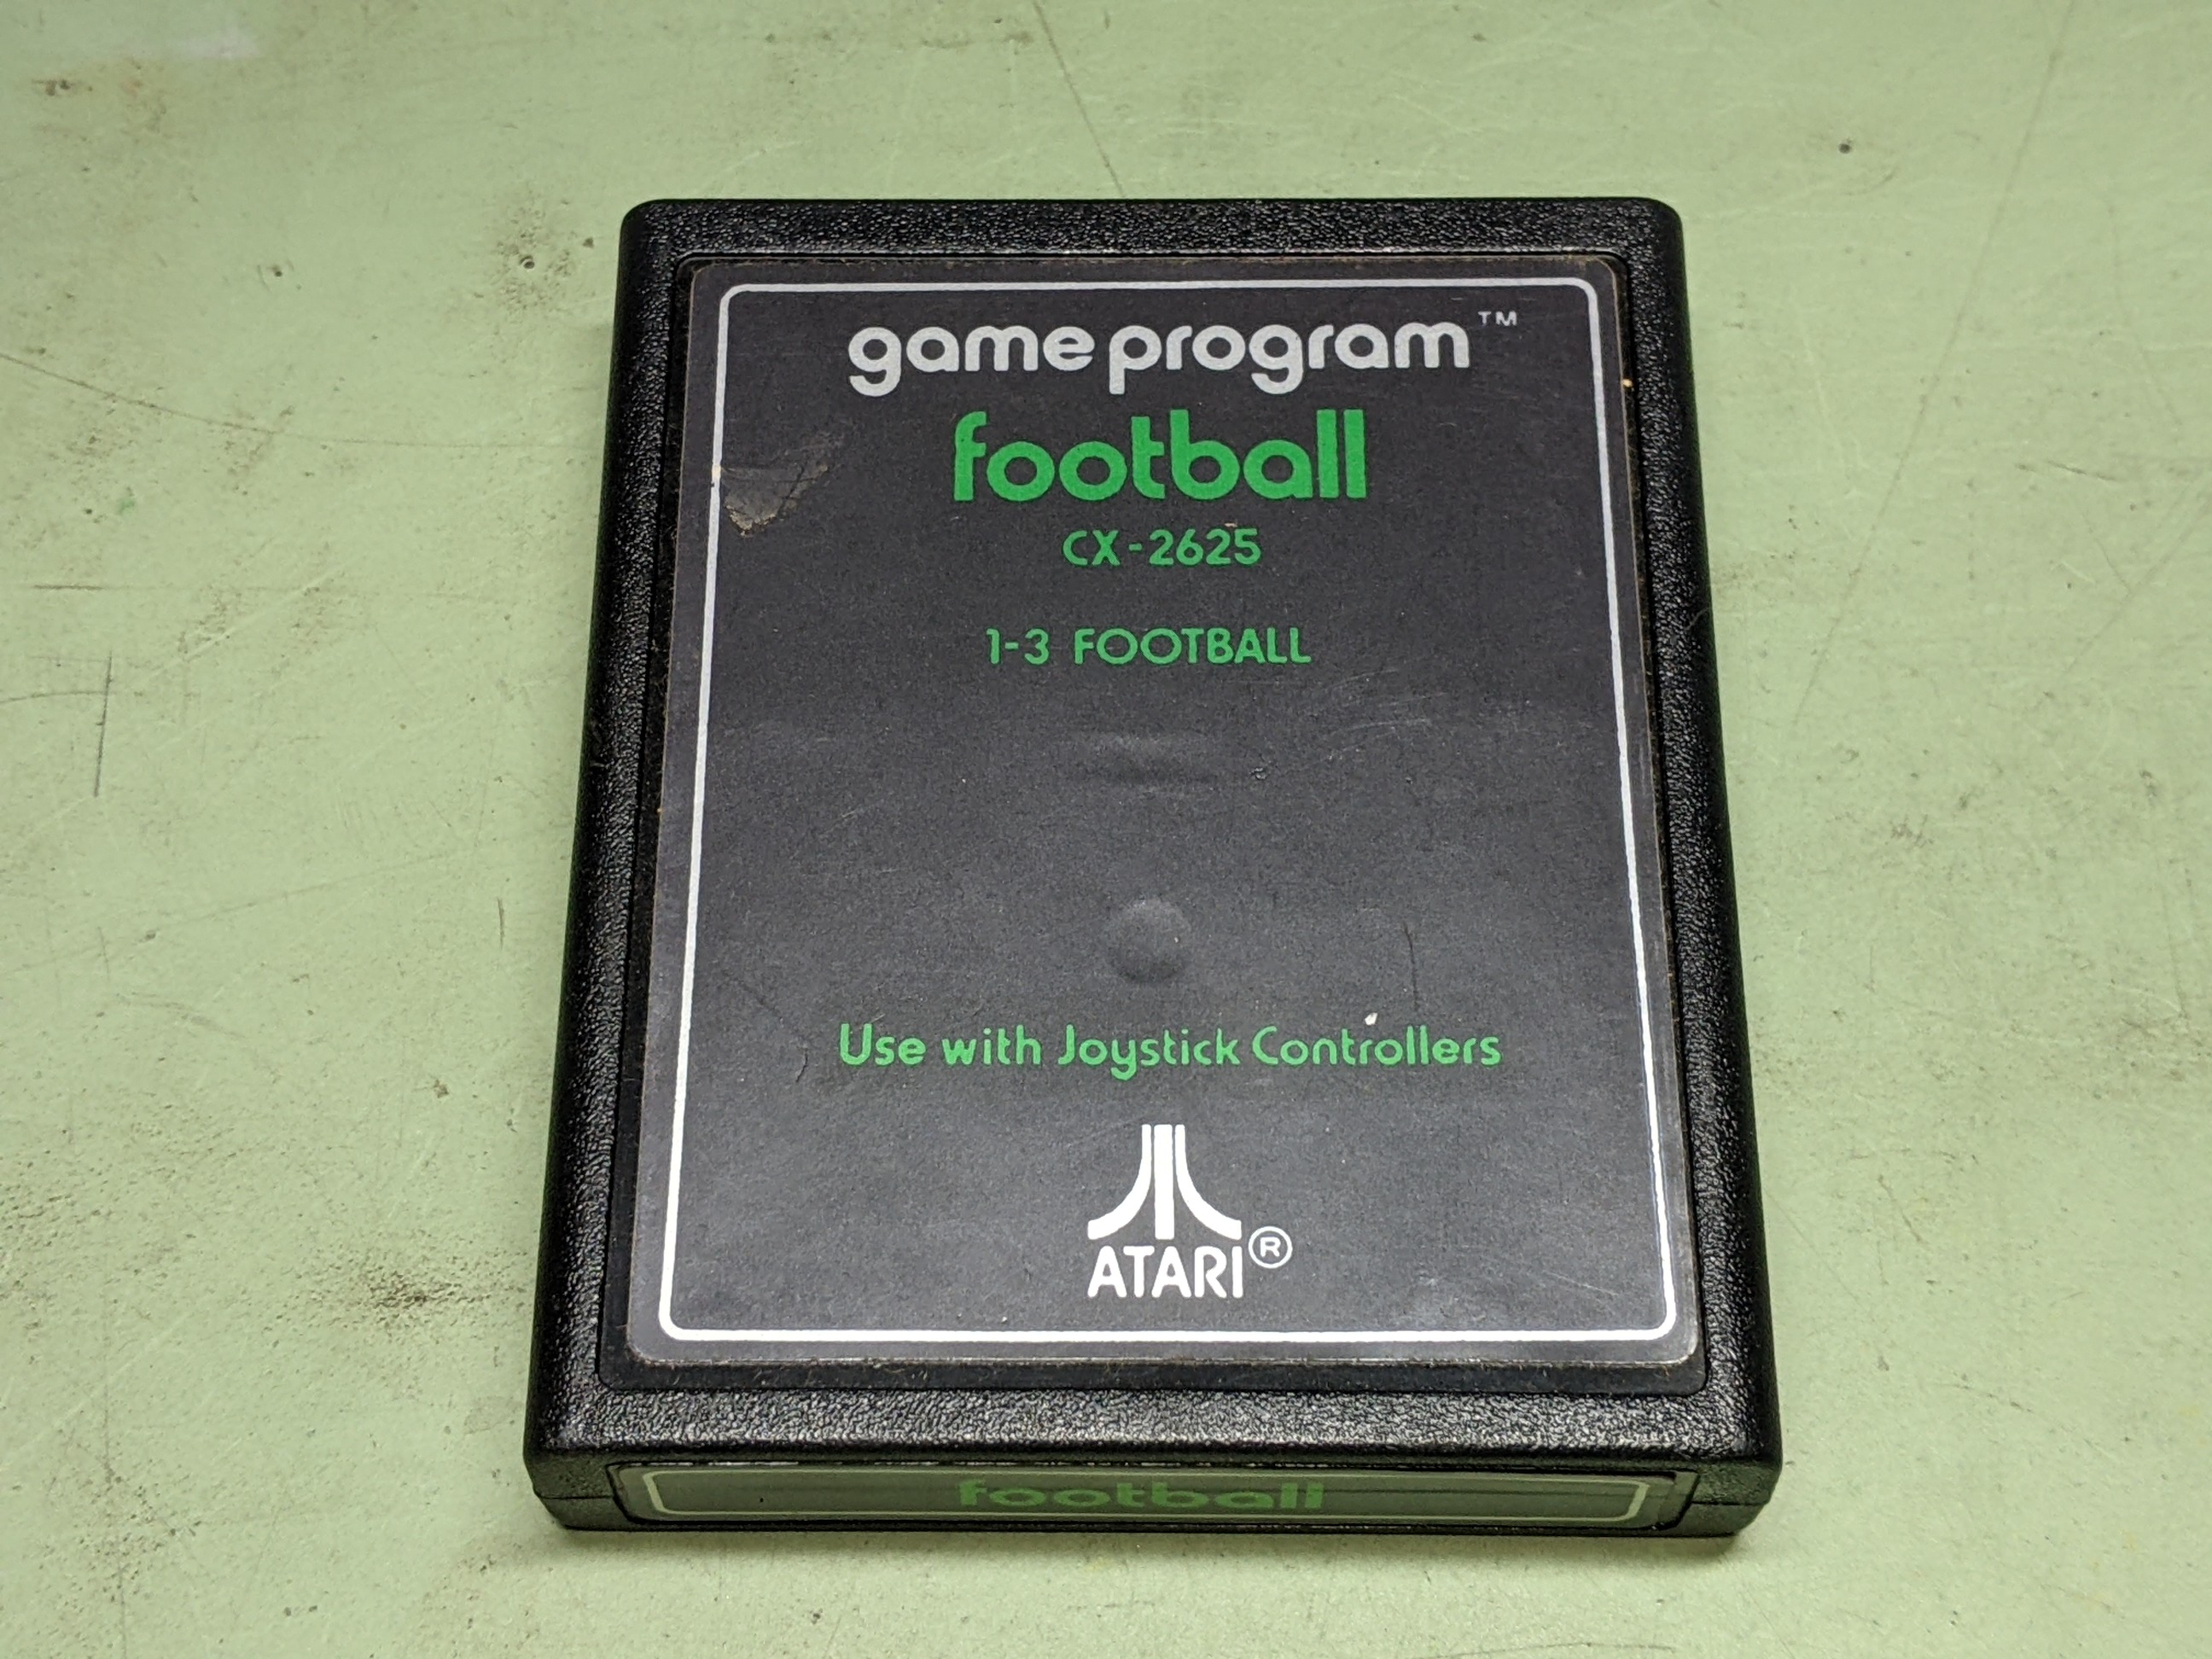 game program™
football
CX-2625
1-3 FOOTBALL
Use with Joystick Controllers
ATARI®
football